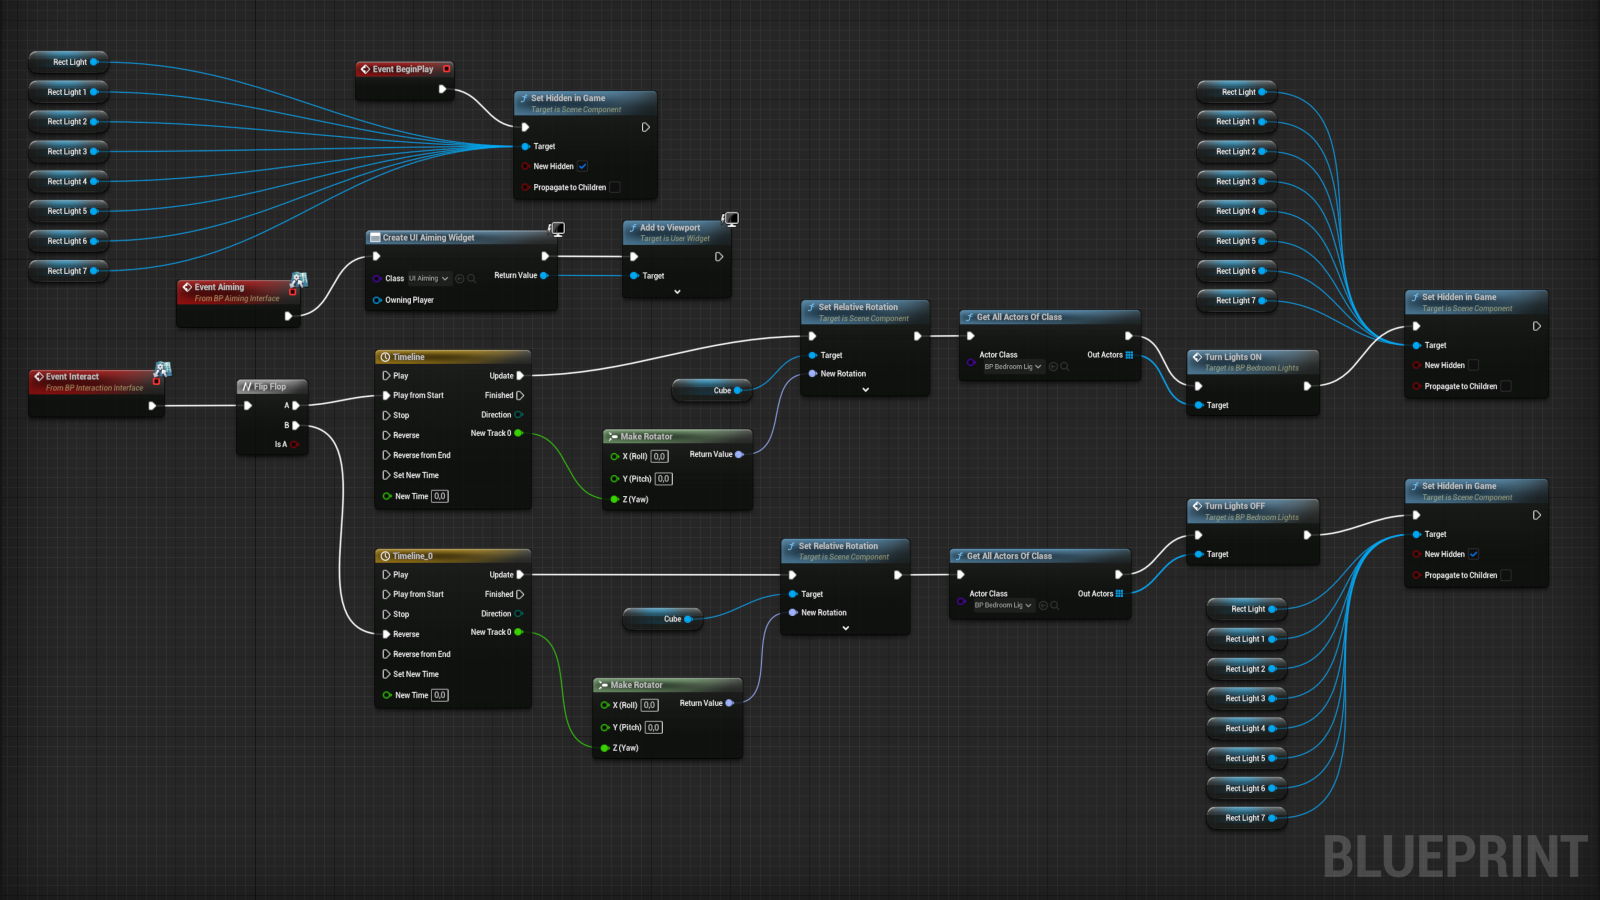 Rect Light
Rect Light 1
Rect Light 2
Rect Light 3
Rect Light 4
Rect Light 5
Rect Light 6
Rect Light 7
Event BeginPlay
Set Hidden in Game
Target is Scene Component
Target
New Hidden
Propagate to Children
Event Aiming
From BP Aiming Interface
Create UI Aiming Widget
Class UI Aiming
Return Value
Owning Player
Add to Viewport
Target is User Widget
Target
Event Interact
From BP Interaction Interface
// Flip Flop
A
B
Is A
Timeline
Play
Update
Play from Start
Finished
Stop
Direction
Reverse
New Track 0
Reverse from End
Set New Time
New Time 0,0
Make Rotator
X (Roll) 0,0
Return Value
Y (Pitch) 0,0
Z (Yaw)
Cube
Set Relative Rotation
Target is Scene Component
Target
New Rotation
Get All Actors Of Class
Actor Class
Out Actors
BP Bedroom Lig
Turn Lights ON
Target is BP Bedroom Lights
Target
Rect Light
Rect Light 1
Rect Light 2
Rect Light 3
Rect Light 4
Rect Light 5
Rect Light 6
Rect Light 7
Set Hidden in Game
Target is Scene Component
Target
New Hidden
Propagate to Children
Timeline_0
Play
Update
Play from Start
Finished
Stop
Direction
Reverse
New Track 0
Reverse from End
Set New Time
New Time 0,0
Make Rotator
X (Roll) 0,0
Return Value
Y (Pitch) 0,0
Z (Yaw)
Cube
Set Relative Rotation
Target is Scene Component
Target
New Rotation
Get All Actors Of Class
Actor Class
Out Actors
BP Bedroom Lig
Turn Lights OFF
Target is BP Bedroom Lights
Target
Set Hidden in Game
Target is Scene Component
Target
New Hidden
Propagate to Children
Rect Light
Rect Light 1
Rect Light 2
Rect Light 3
Rect Light 4
Rect Light 5
Rect Light 6
Rect Light 7
BLUEPRINT